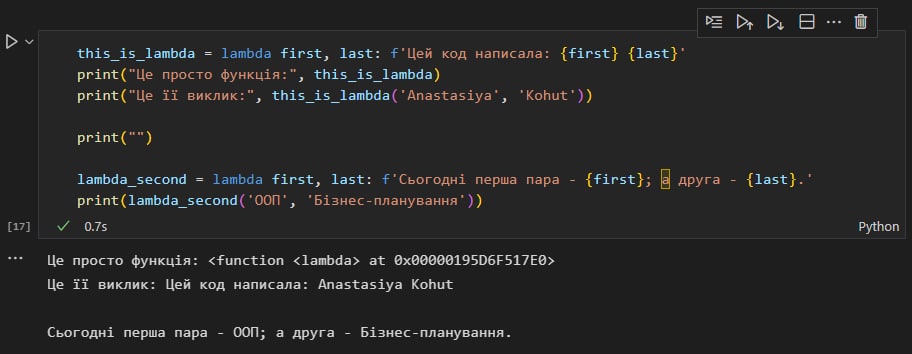 this_is_lambda = lambda first, last: f'Цей код написала: {first} {last}'
print("Це просто функція:", this_is_lambda)
print("Це її виклик:", this_is_lambda('Anastasiya', 'Kohut'))
print("")
lambda_second = lambda first, last: f'Сьогодні перша пара - {first}; а друга - {last}.'
print(lambda_second('ООП', 'Бізнес-планування'))
[17] 0.7s Python
Це просто функція: <function <lambda> at 0x00000195D6F517E0>
Це її виклик: Цей код написала: Anastasiya Kohut
Сьогодні перша пара - ООП; а друга - Бізнес-планування.